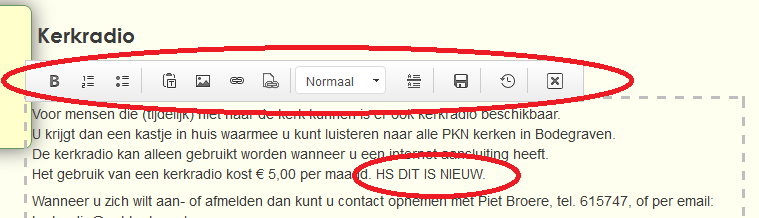 Kerkradio
B
Normaal
Voor mensen die (tijdelijk) niet naar de kerk kunnen is er ook kerkradio beschikbaar.
U krijgt dan een kastje in huis waarmee u kunt luisteren naar alle PKN kerken in Bodegraven.
De kerkradio kan alleen gebruikt worden wanneer u een internet aansluiting heeft.
Het gebruik van een kerkradio kost € 5,00 per maand. HS DIT IS NIEUW.
Wanneer u zich wilt aan- of afmelden dan kunt u contact opnemen met Piet Broere, tel. 615747, of per email: